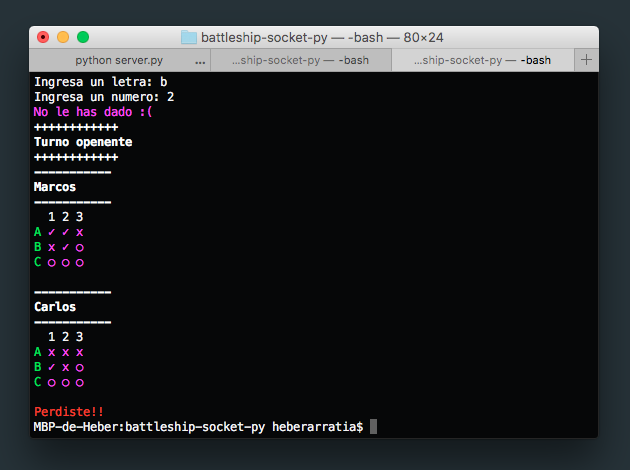 battleship-socket-py — -bash — 80×24
python server.py ... ...ship-socket-py — -bash ...ship-socket-py — -bash +
Ingresa un letra: b
Ingresa un numero: 2
No le has dado :(
++++++++++++
Turno openente
++++++++++++
-----------
Marcos
-----------
1 2 3
A ✓ ✓ x
B x ✓ ○
C ○ ○ ○
-----------
Carlos
-----------
1 2 3
A x x x
B ✓ x ○
C ○ ○ ○
Perdiste!!
MBP-de-Heber:battleship-socket-py heberarratia$